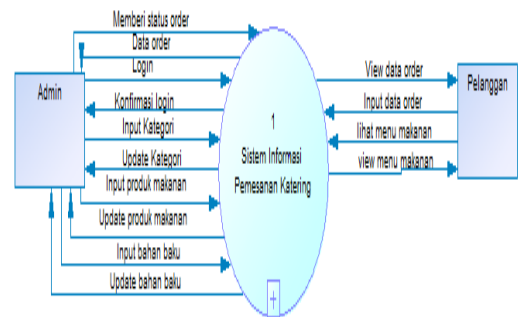 Memberi status order
Data order
Login
Admin
Konfirmasi login
Input Kategori
Update Kategori
Input produk makanan
Update produk makanan
Input bahan baku
Update bahan baku
1
Sistem Informasi
Pemesanan Katering
View data order
Input data order
lihat menu makanan
view menu makanan
Pelanggan